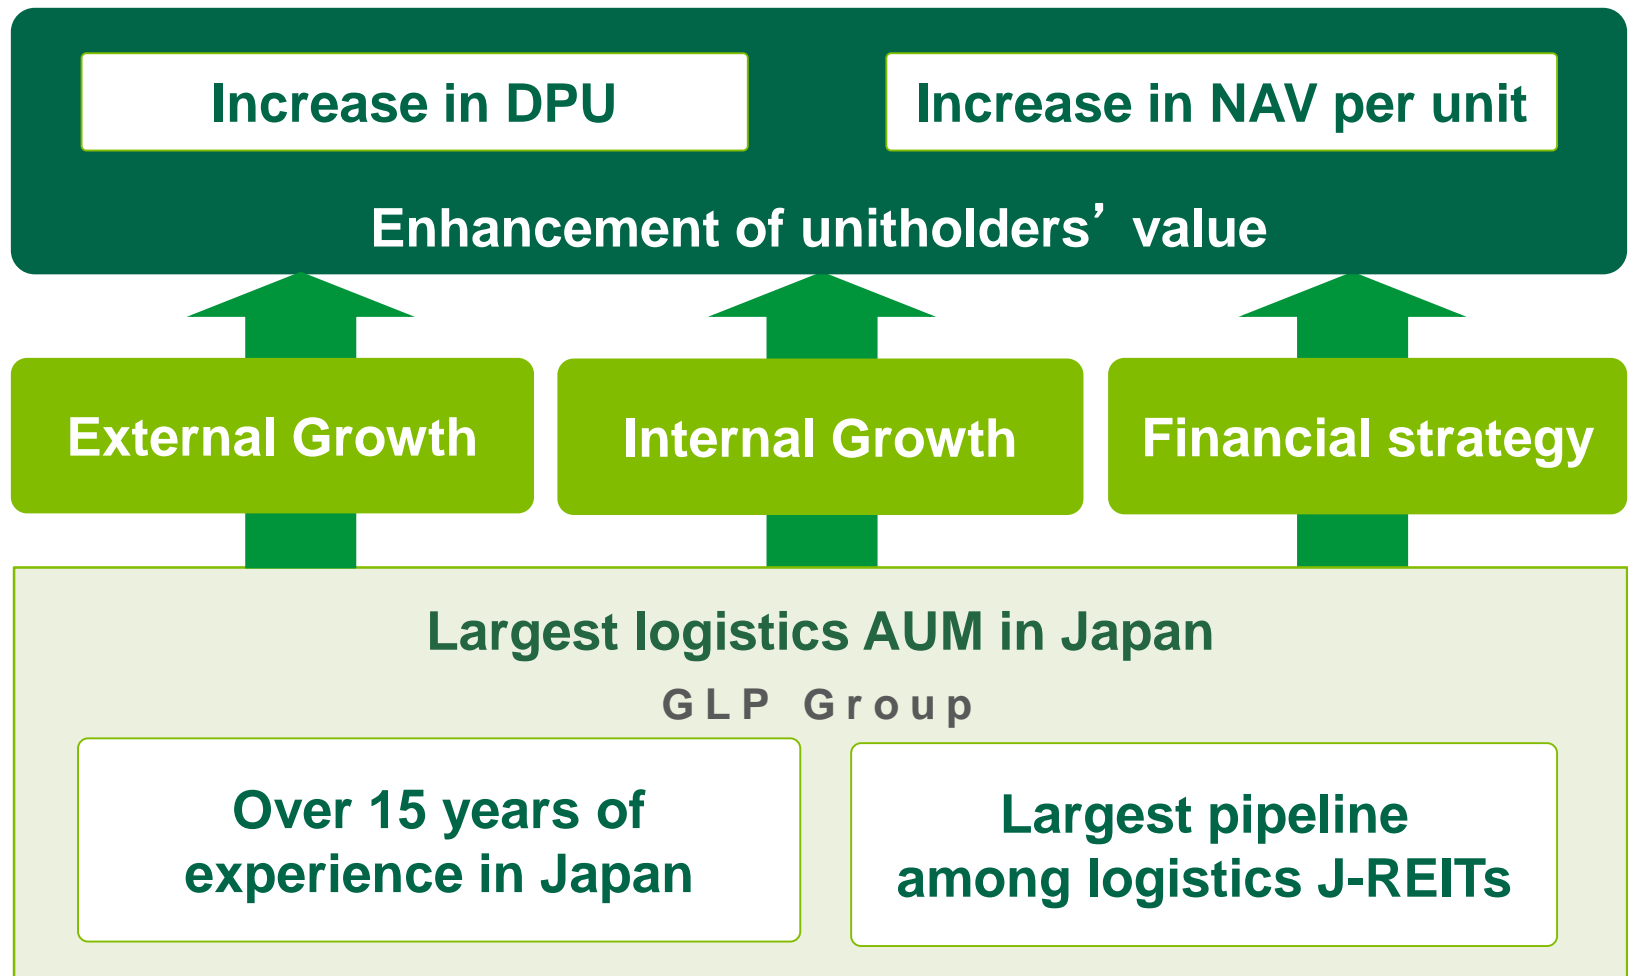 Increase in DPU
Increase in NAV per unit
Enhancement of unitholders’ value
External Growth
Internal Growth
Financial strategy
Largest logistics AUM in Japan
GLP Group
Over 15 years of
experience in Japan
Largest pipeline
among logistics J-REITs